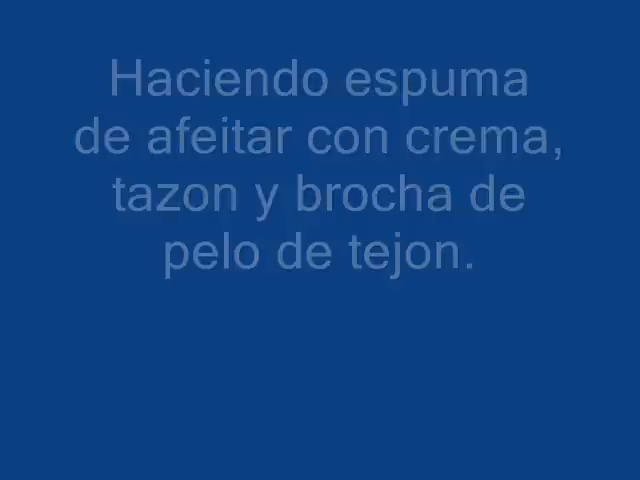 Haciendo espuma
de afeitar con crema,
tazon y brocha de
pelo de tejon.